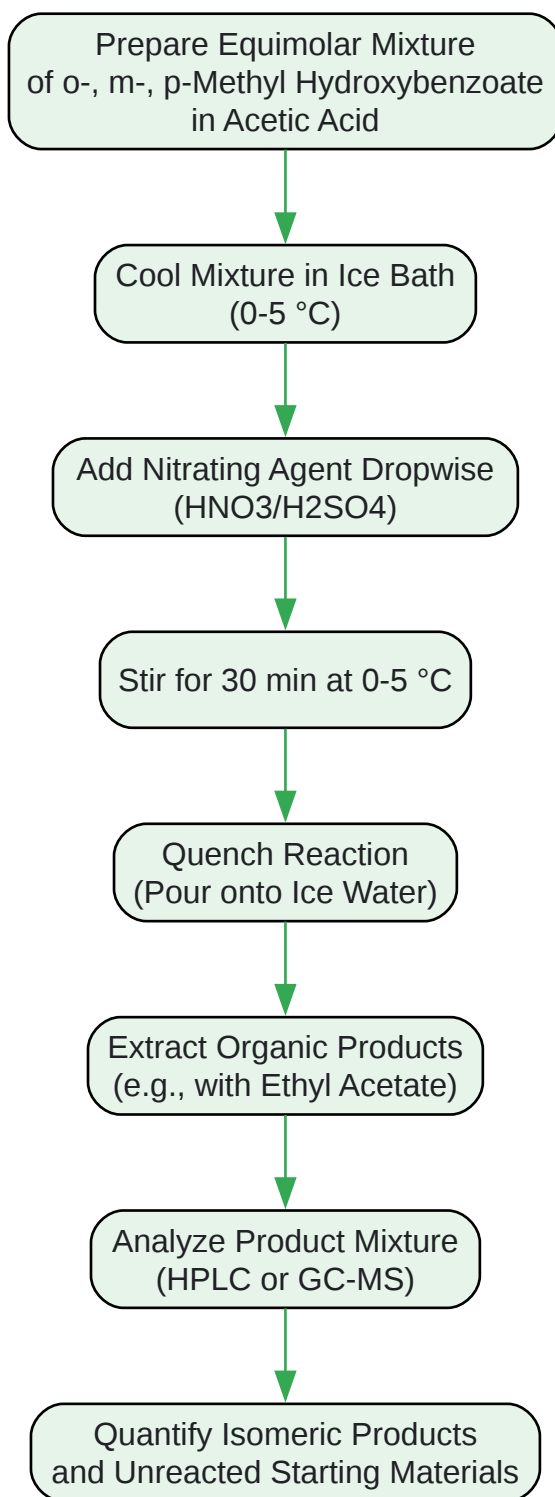 Prepare Equimolar Mixture
of o-, m-, p-Methyl Hydroxybenzoate
in Acetic Acid
Cool Mixture in Ice Bath
(0-5 °C)
Add Nitrating Agent Dropwise
(HNO3/H2SO4)
Stir for 30 min at 0-5 °C
Quench Reaction
(Pour onto Ice Water)
Extract Organic Products
(e.g., with Ethyl Acetate)
Analyze Product Mixture
(HPLC or GC-MS)
Quantify Isomeric Products
and Unreacted Starting Materials